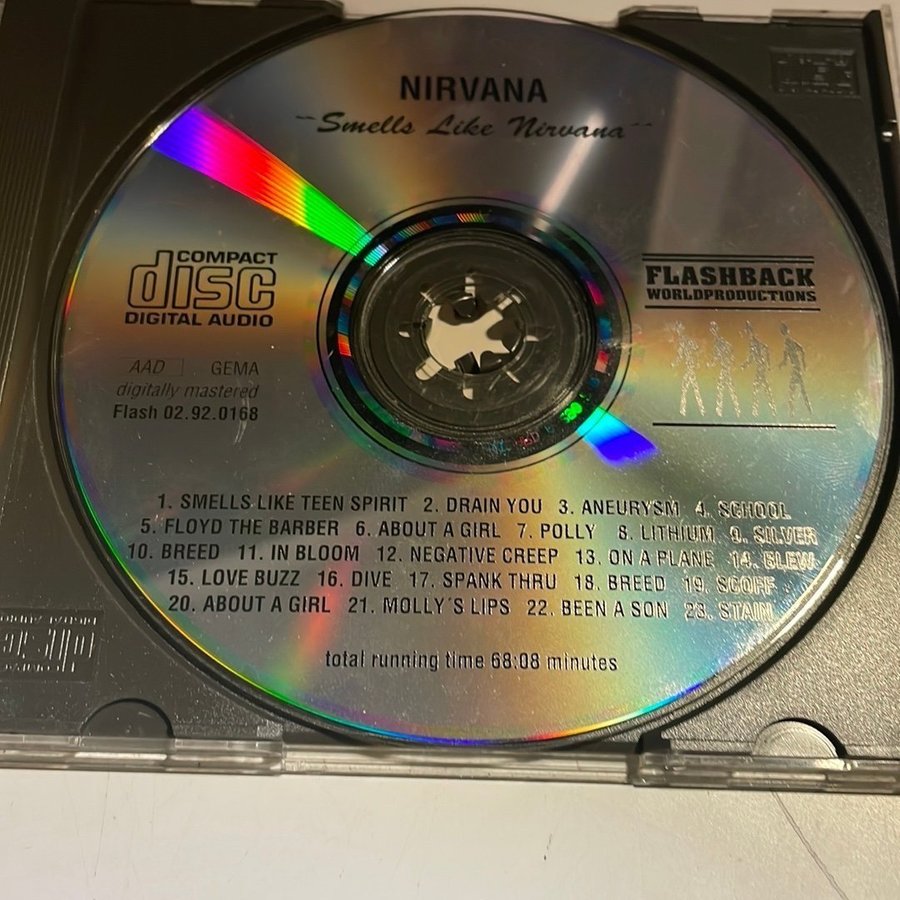 NIRVANA
~Smells Like Nirvana~
COMPACT
disc
DIGITAL AUDIO
FLASHBACK
WORLDPRODUCTIONS
AAD | GEMA
digitally mastered
Flash 02.92.0168
1. SMELLS LIKE TEEN SPIRIT 2. DRAIN YOU 3. ANEURYSM 4. SCHOOL
5. FLOYD THE BARBER 6. ABOUT A GIRL 7. POLLY 8. LITHIUM 9. SILVER
10. BREED 11. IN BLOOM 12. NEGATIVE CREEP 13. ON A PLANE 14. BLEW
15. LOVE BUZZ 16. DIVE 17. SPANK THRU 18. BREED 19. SCOFF
20. ABOUT A GIRL 21. MOLLY´S LIPS 22. BEEN A SON 23. STAIN
total running time 68:08 minutes